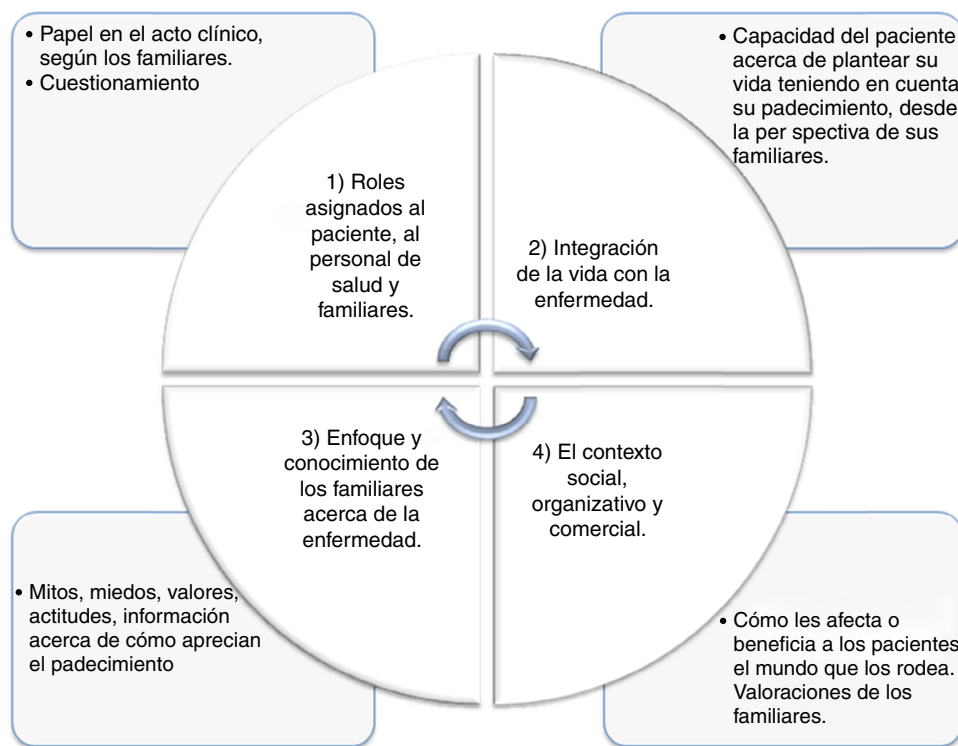 • Papel en el acto clínico,
según los familiares.
• Cuestionamiento
• Capacidad del paciente
acerca de plantear su
vida teniendo en cuenta
su padecimiento, desde
la per spectiva de sus
familiares.
1) Roles
asignados al
paciente, al
personal de
salud y
familiares.
2) Integración
de la vida con la
enfermedad.
3) Enfoque y
conocimiento de
los familiares
acerca de la
enfermedad.
4) El contexto
social,
organizativo y
comercial.
• Mitos, miedos, valores,
actitudes, información
acerca de cómo aprecian
el padecimiento
• Cómo les afecta o
beneficia a los pacientes
el mundo que los rodea.
Valoraciones de los
familiares.